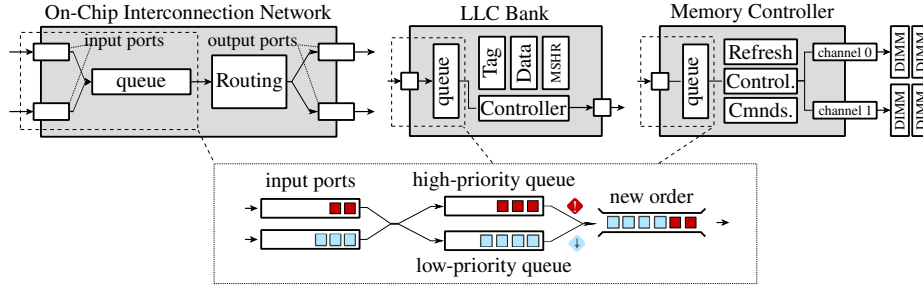 On-Chip Interconnection Network
input ports
output ports
queue
Routing
LLC Bank
queue
Tag
Data
MSHR
Controller
Memory Controller
queue
Refresh
Control.
Cmnds.
channel 0
channel 1
DIMM
DIMM
DIMM
DIMM
input ports
high-priority queue
low-priority queue
!
new order